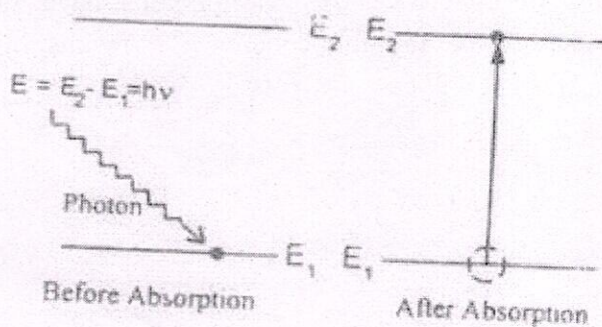 E₂ E₂
E = E₂- E₁=hν
Photon
E₁ E₁
Before Absorption
After Absorption